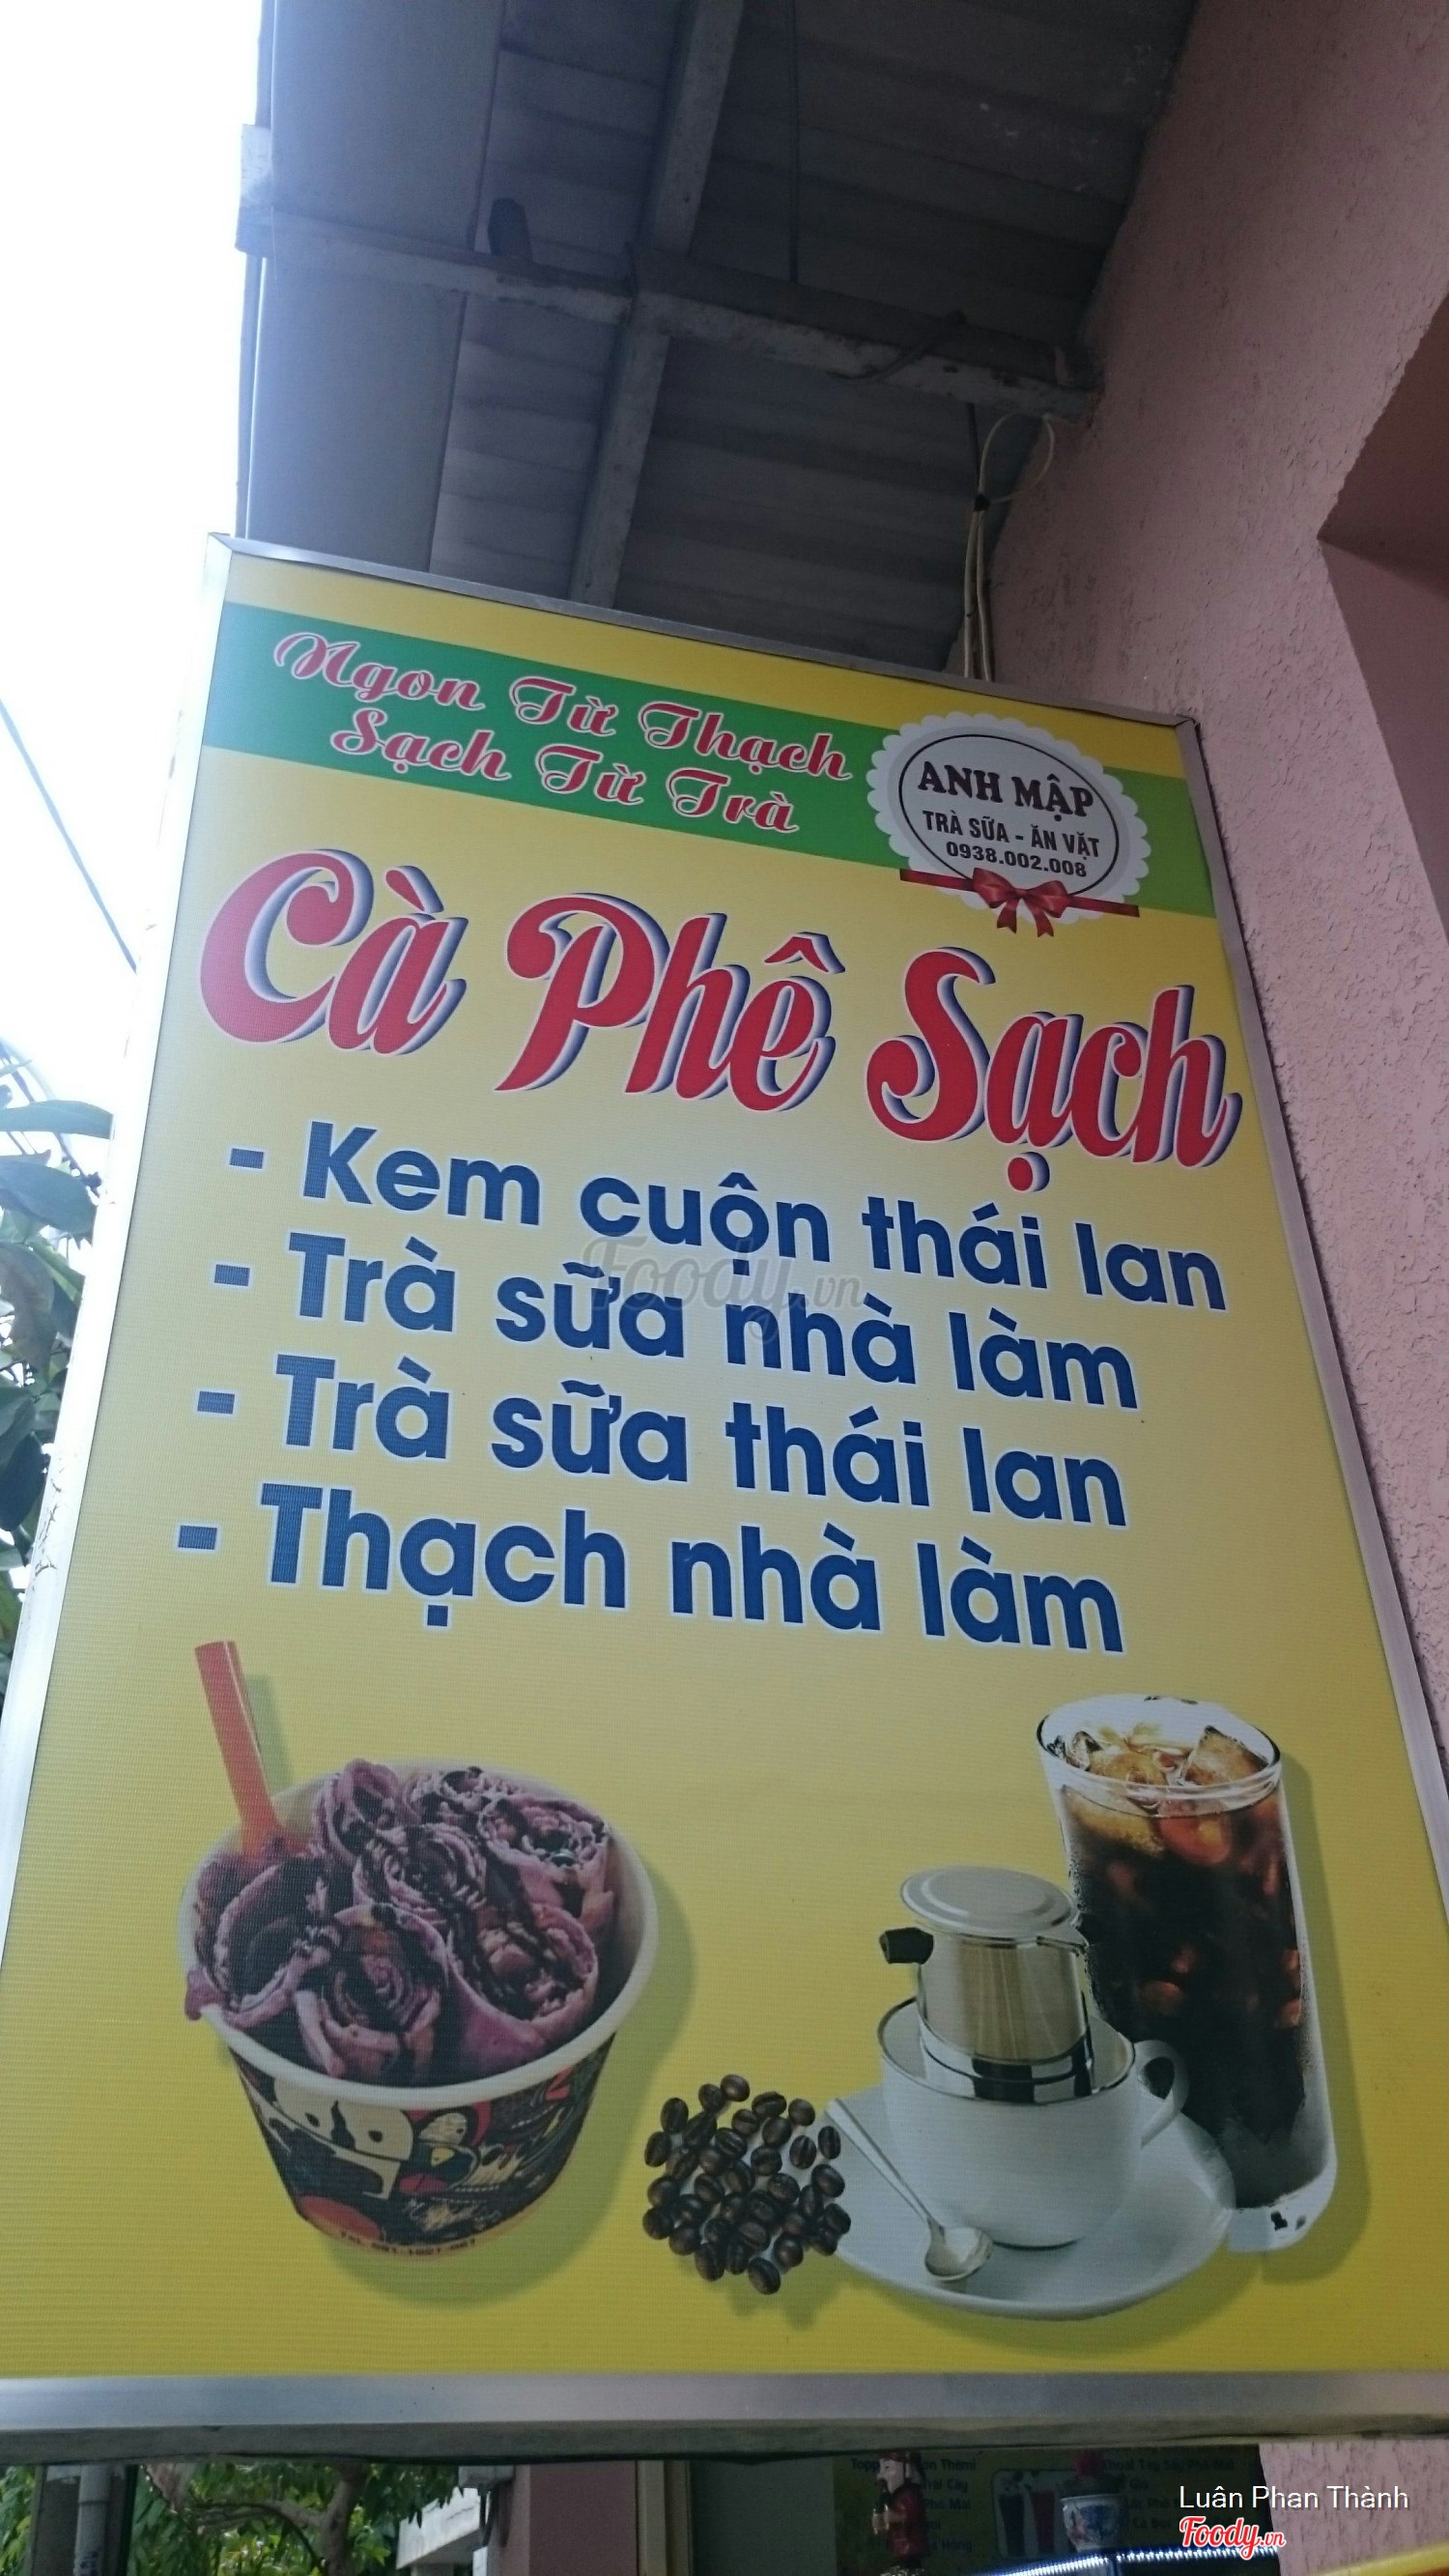 Ngon Từ Thạch
Sạch Từ Trà
ANH MẬP
TRÀ SỮA - ĂN VẶT
0938.002.008
Cà Phê Sạch
- Kem cuộn thái lan
- Trà sữa nhà làm
- Trà sữa thái lan
- Thạch nhà làm
Foody.vn
Luân Phan Thành
Foody.vn